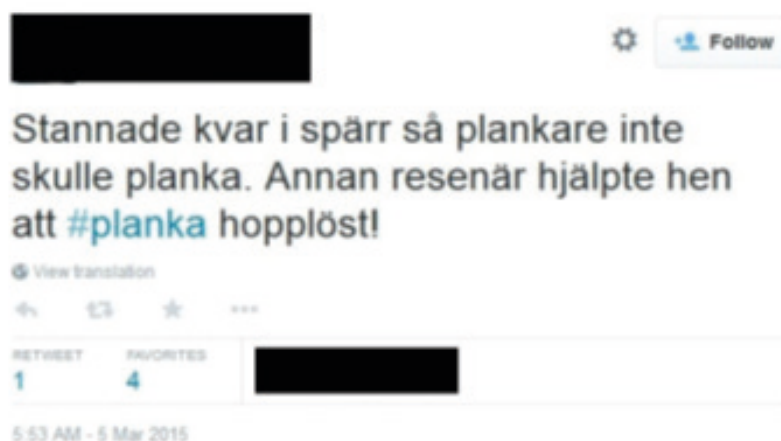 Follow
Stannade kvar i spärr så plankare inte
skulle planka. Annan resenär hjälpte hen
att #planka hopplöst!
View translation
RETWEET FAVORITES
1 4
5:53 AM - 5 Mar 2015